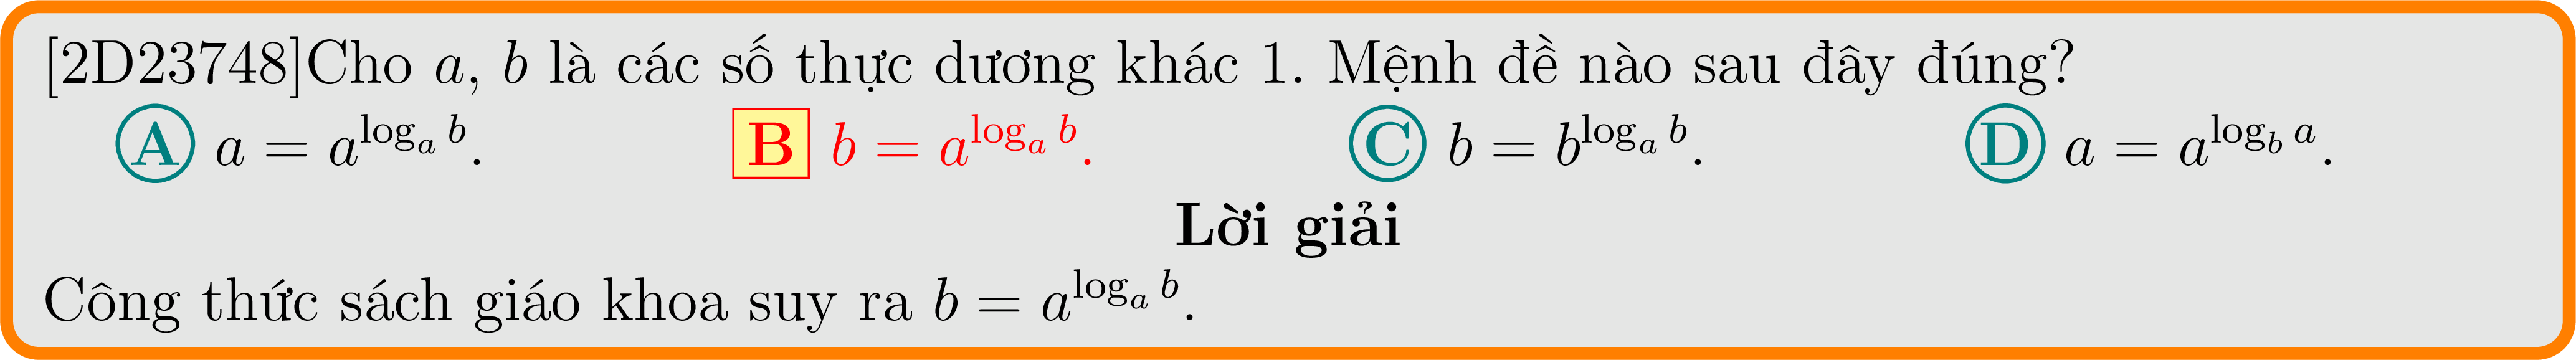 [2D23748]Cho a, b là các số thực dương khác 1. Mệnh đề nào sau đây đúng?
A a = a^{log_a b}. B b = a^{log_a b}. C b = b^{log_a b}. D a = a^{log_b a}.
Lời giải
Công thức sách giáo khoa suy ra b = a^{log_a b}.